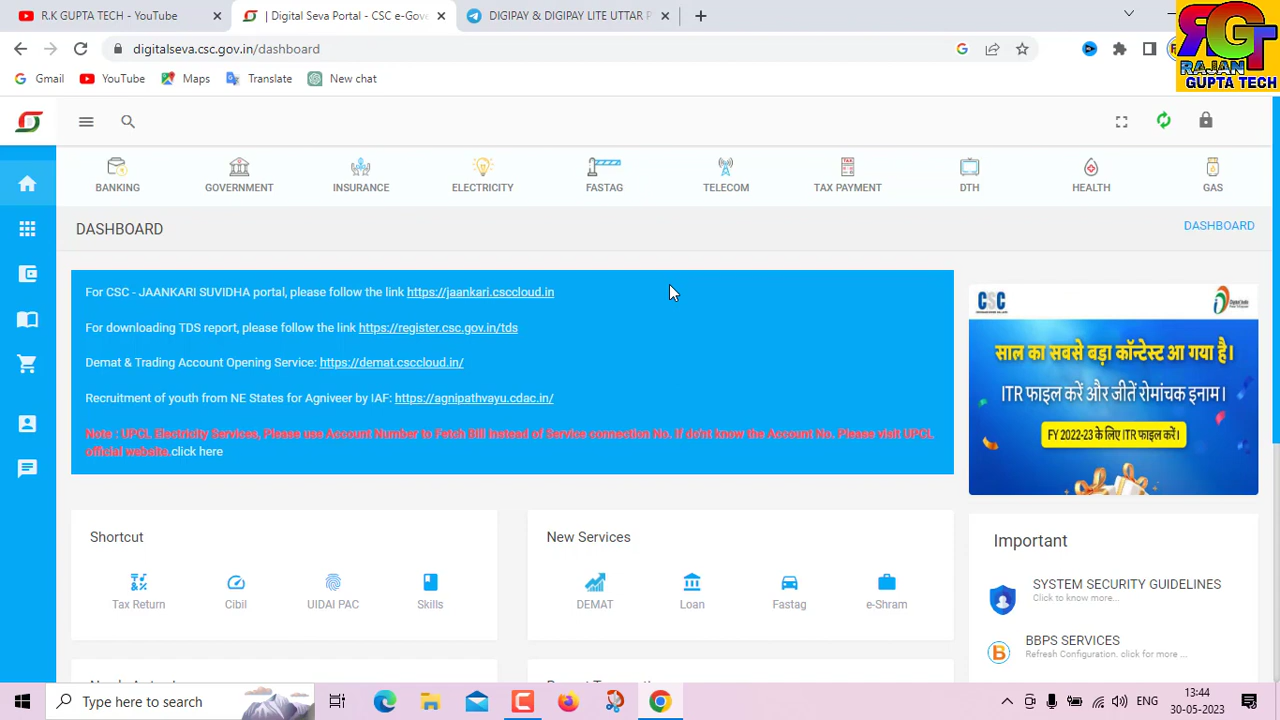 R.K GUPTA TECH - YouTube
| Digital Seva Portal - CSC e-Gove
DIGIPAY & DIGIPAY LITE UTTAR P
digitalseva.csc.gov.in/dashboard
Gmail
YouTube
Maps
Translate
New chat
RGT
RAJAN
GUPTA TECH
BANKING
GOVERNMENT
INSURANCE
ELECTRICITY
FASTAG
TELECOM
TAX PAYMENT
DTH
HEALTH
GAS
DASHBOARD
DASHBOARD
For CSC - JAANKARI SUVIDHA portal, please follow the link https://jaankari.csccloud.in
For downloading TDS report, please follow the link https://register.csc.gov.in/tds
Demat & Trading Account Opening Service: https://demat.csccloud.in/
Recruitment of youth from NE States for Agniveer by IAF: https://agnipathvayu.cdac.in/
Note : UPCL Electricity Services, Please use Account Number to Fetch Bill instead of Service connection No. If do'nt know the Account No. Please visit UPCL
official website.click here
CSC
साल का सबसे बड़ा कॉन्टेस्ट आ गया है।
ITR फाइल करें और जीतें रोमांचक इनाम।
FY 2022-23 के लिए ITR फाइल करें।
Shortcut
Tax Return
Cibil
UIDAI PAC
Skills
New Services
DEMAT
Loan
Fastag
e-Shram
Important
SYSTEM SECURITY GUIDELINES
Click to know more...
BBPS SERVICES
Refresh Configuration. click for more ...
Type here to search
ENG
13:44
30-05-2023